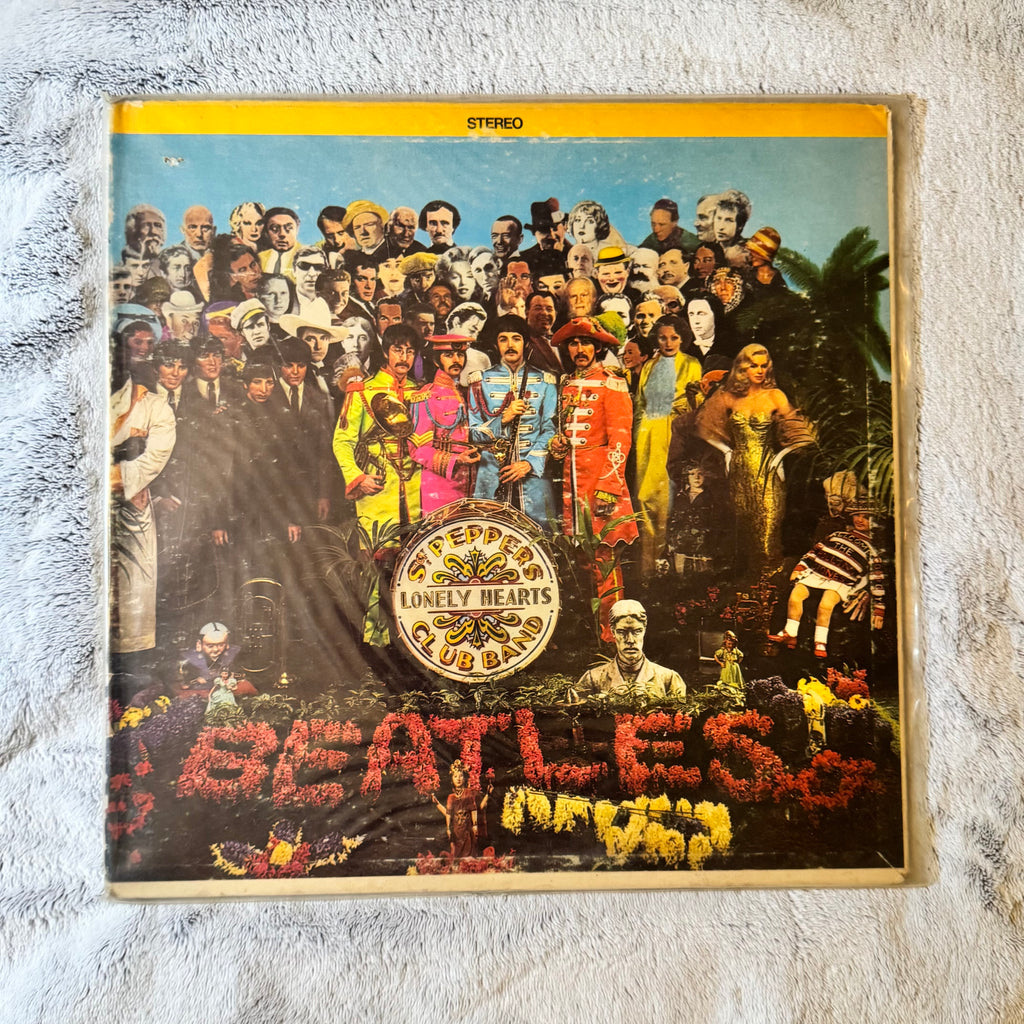 STEREO
SGT. PEPPERS
LONELY HEARTS
CLUB BAND
BEATLES